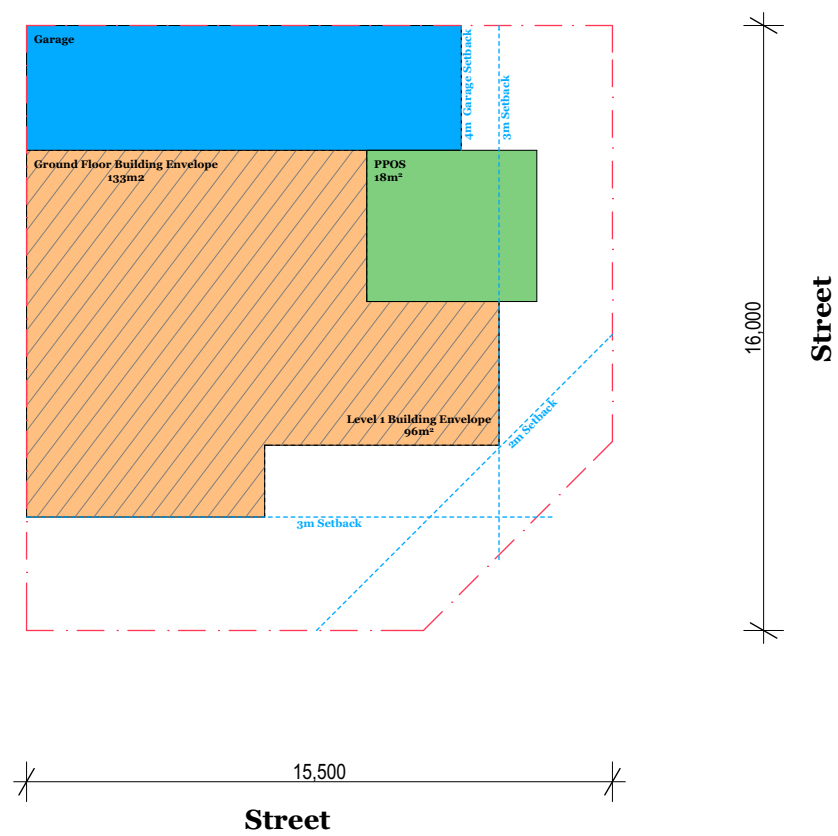 Garage
4m Garage Setback
3m Setback
Ground Floor Building Envelope
133m2
PPOS
18m²
16,000
Street
Level 1 Building Envelope
96m²
2m Setback
3m Setback
15,500
Street